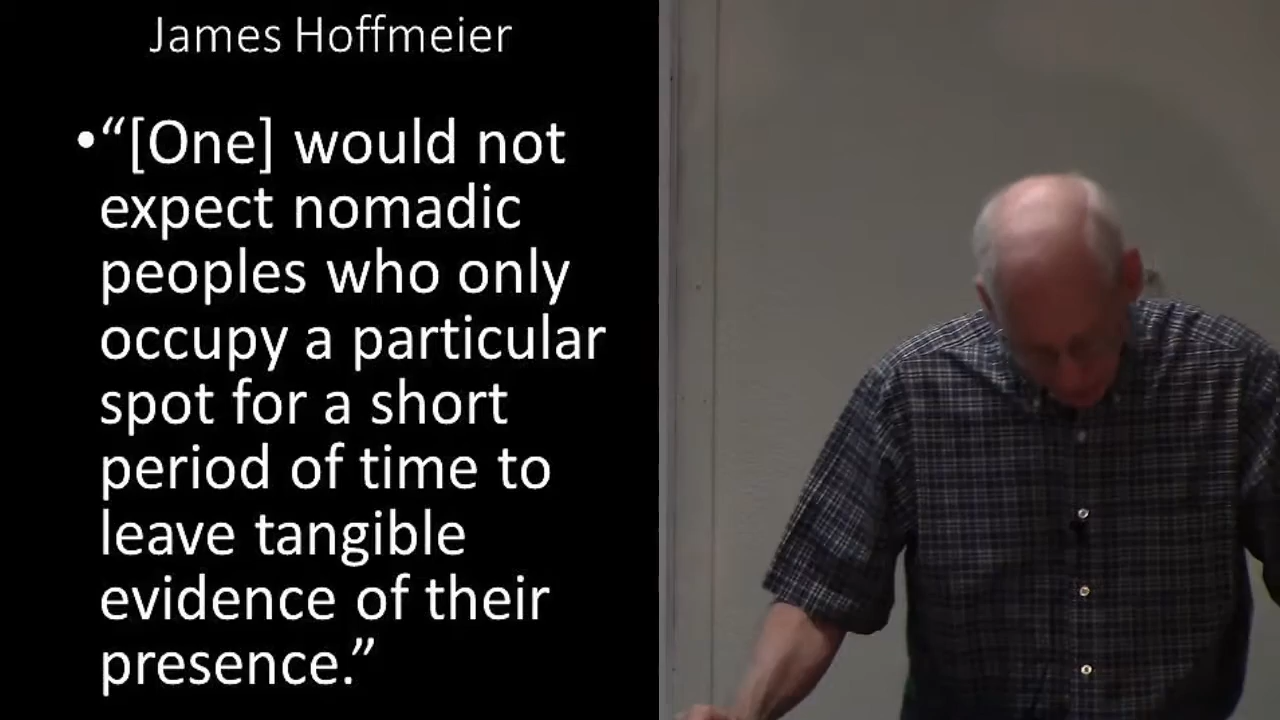 James Hoffmeier
•“[One] would not
expect nomadic
peoples who only
occupy a particular
spot for a short
period of time to
leave tangible
evidence of their
presence.”